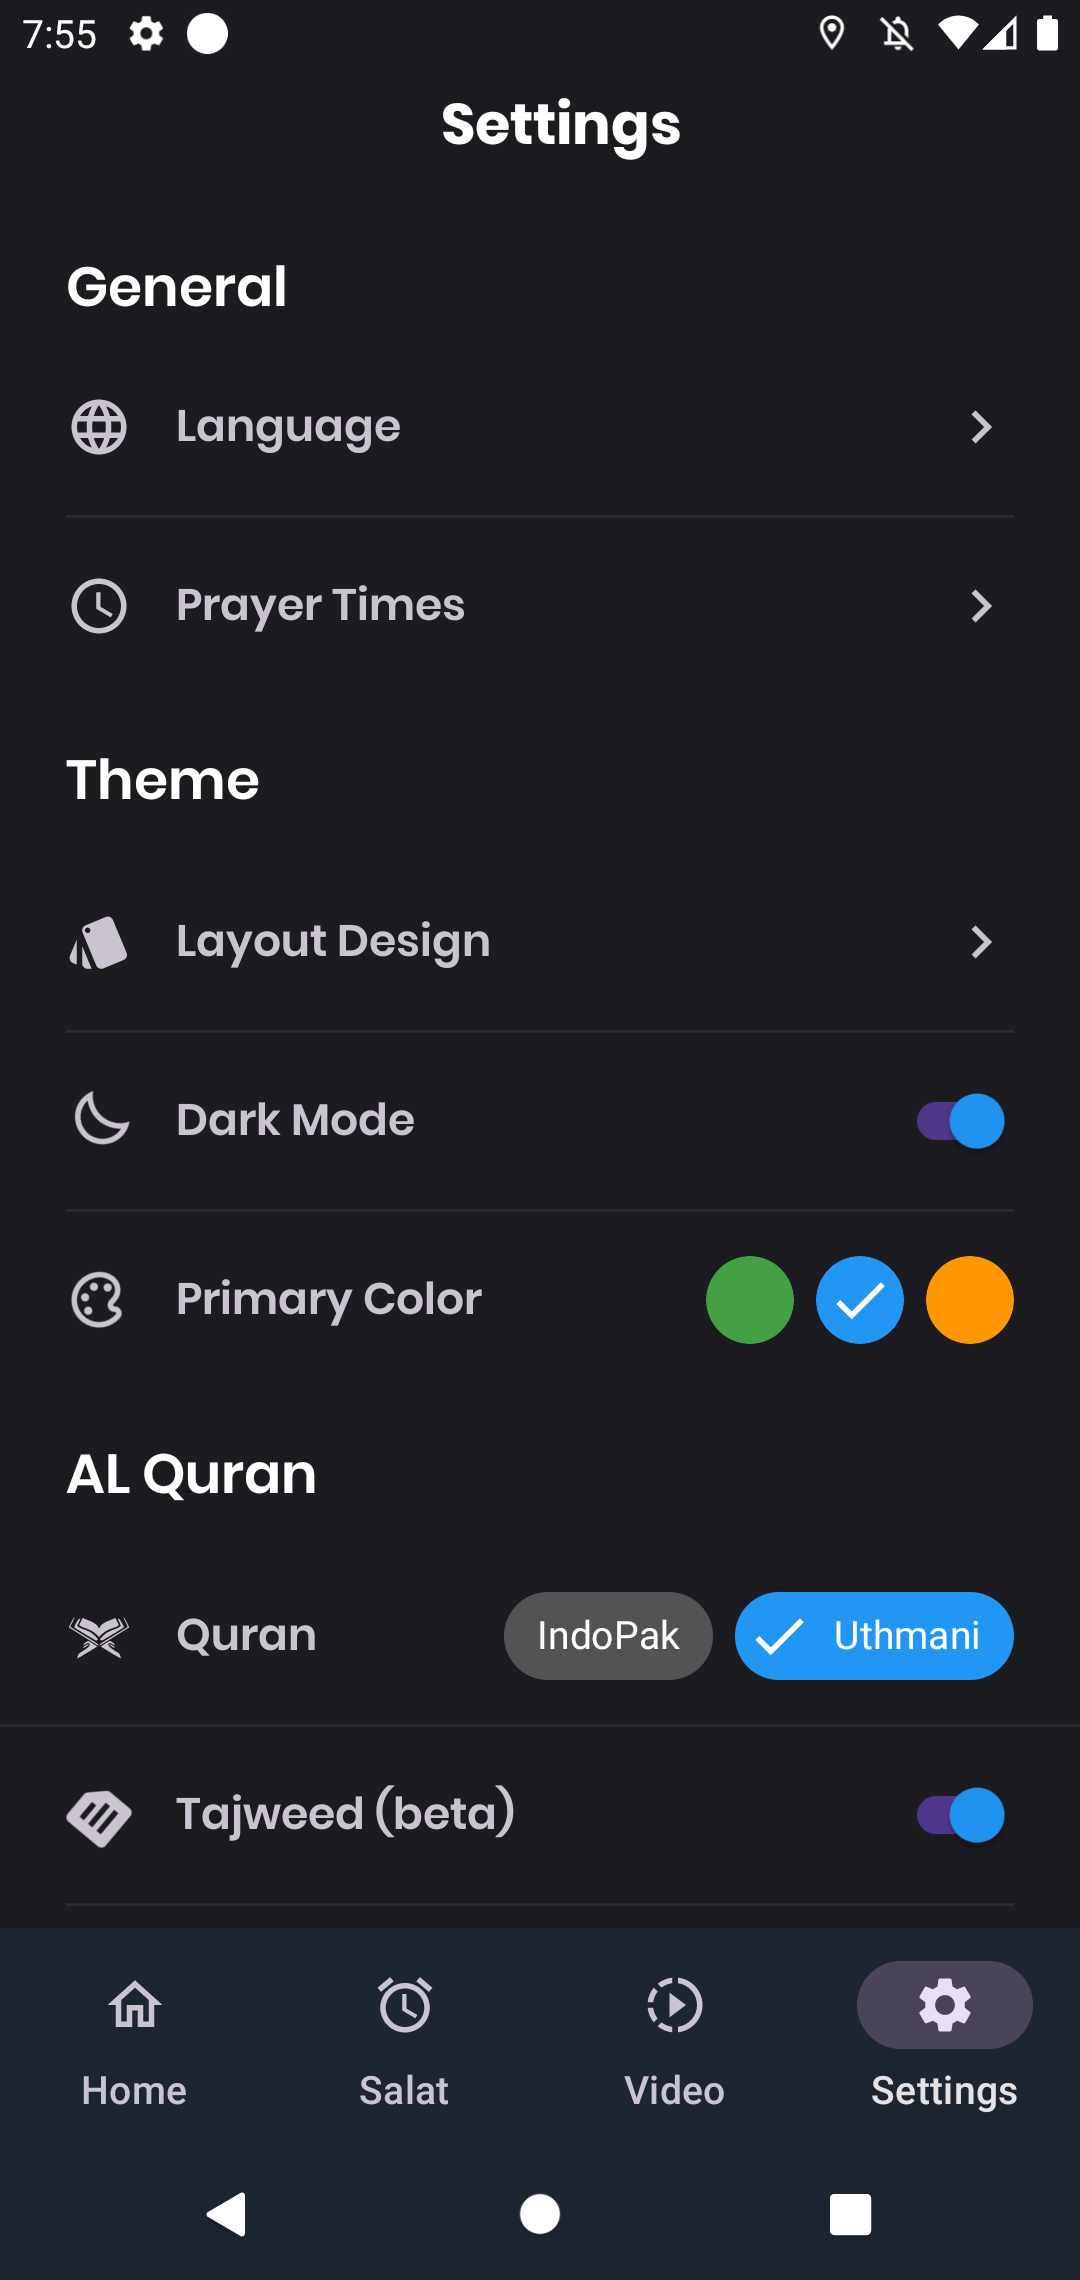 7:55
Settings
General
Language
Prayer Times
Theme
Layout Design
Dark Mode
Primary Color
AL Quran
Quran IndoPak Uthmani
Tajweed (beta)
Home Salat Video Settings